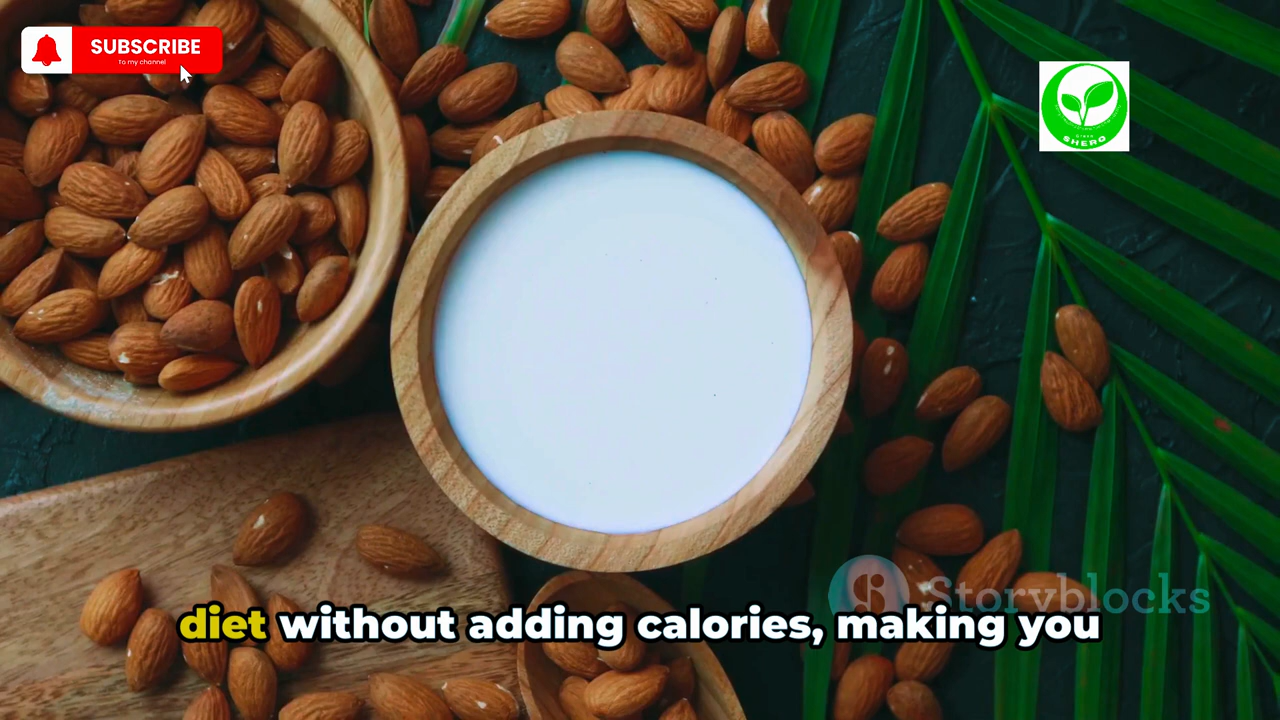 SUBSCRIBE
To my channel
SHERO
Storyblocks
diet without adding calories, making you